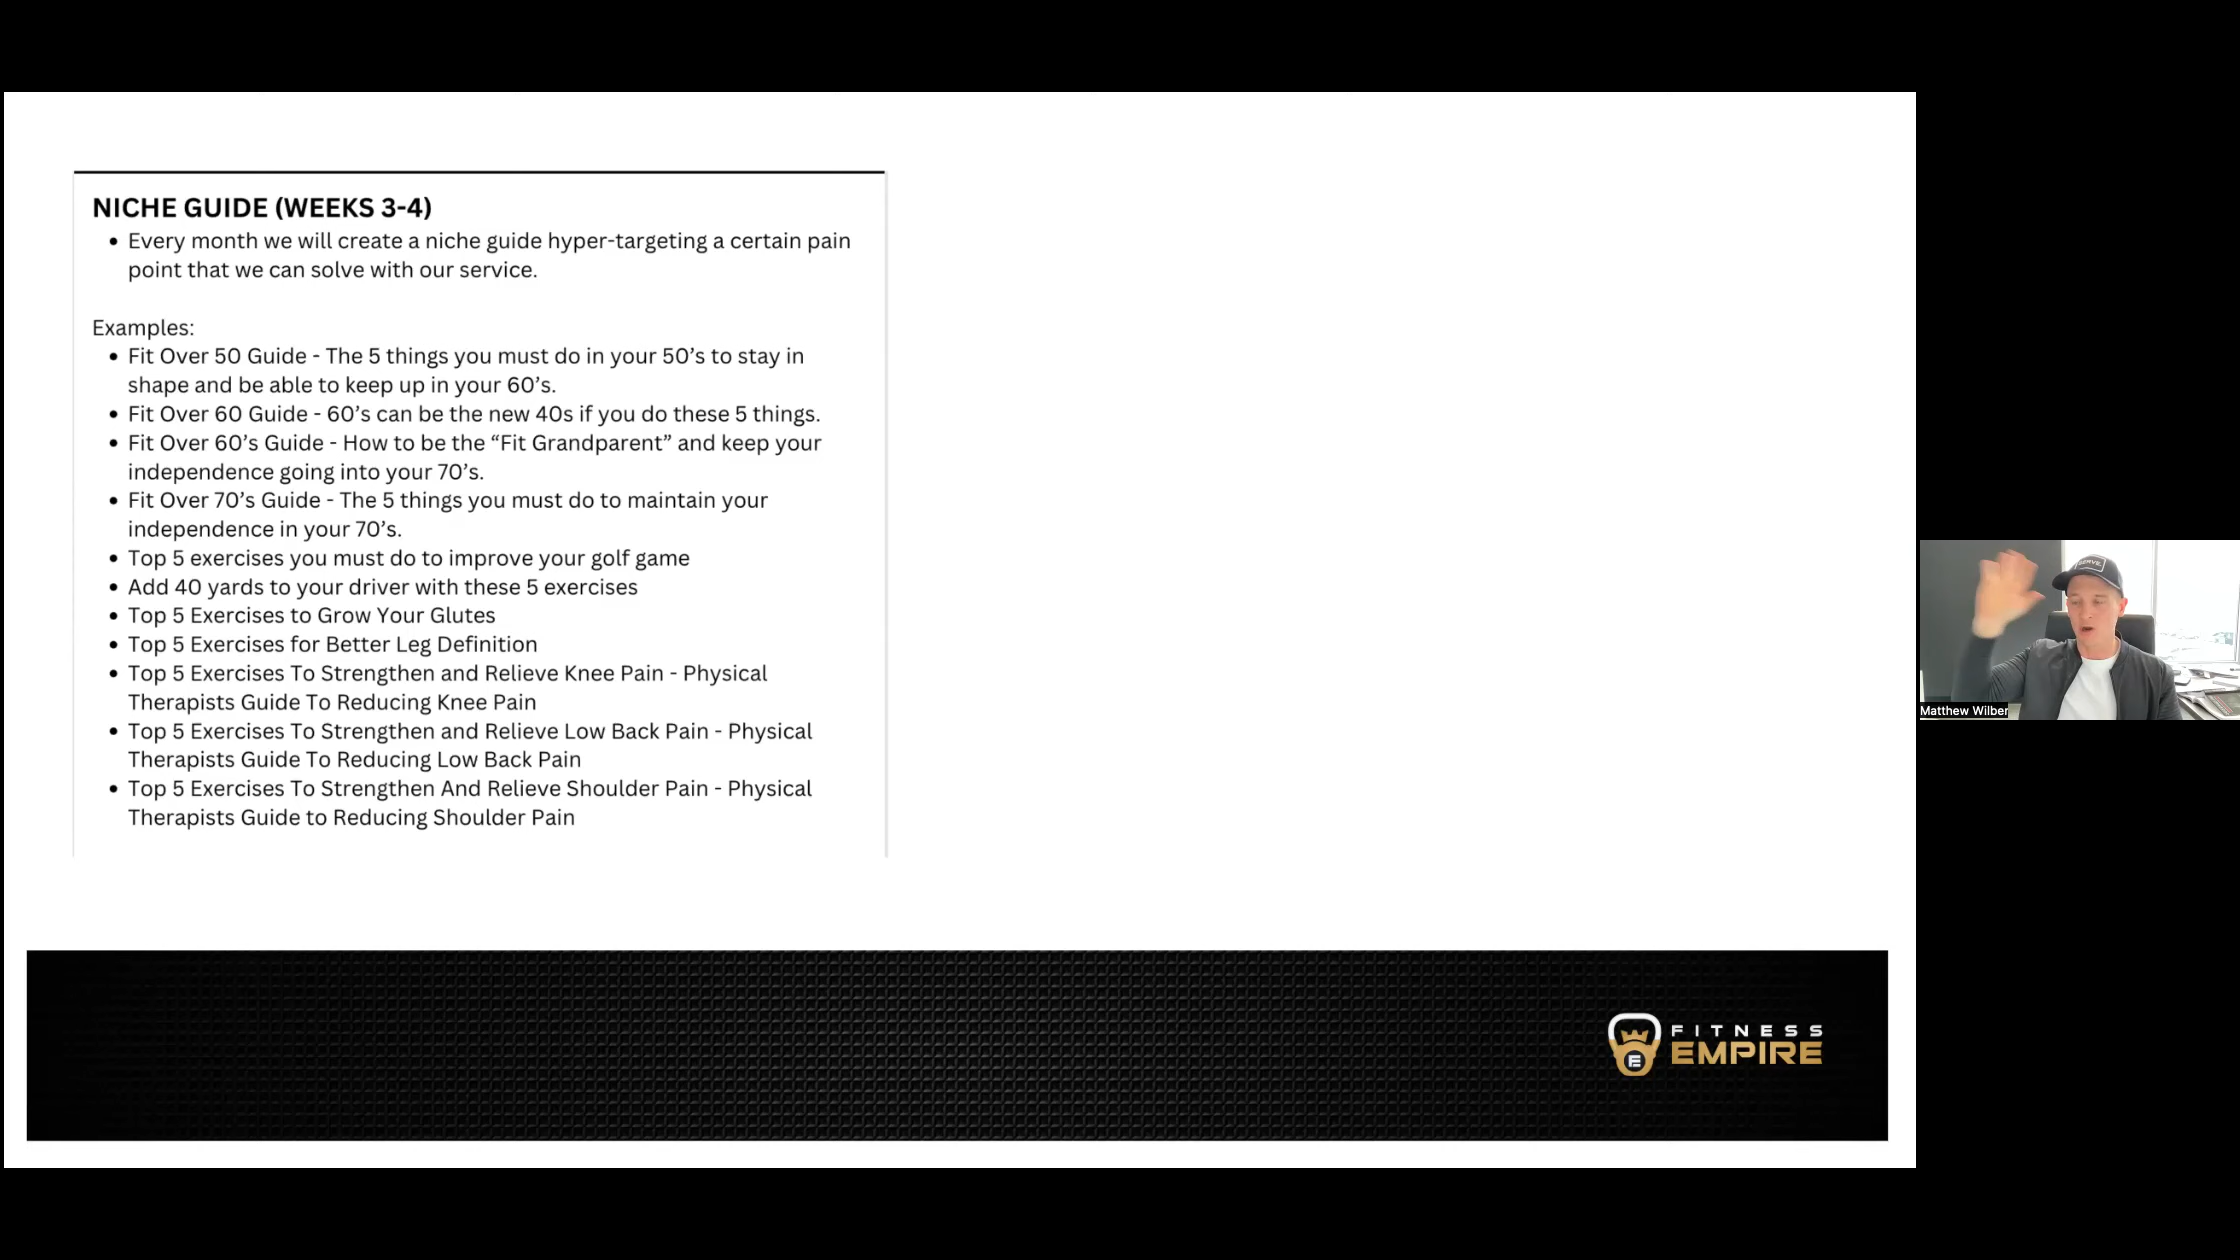 NICHE GUIDE (WEEKS 3-4)
• Every month we will create a niche guide hyper-targeting a certain pain
point that we can solve with our service.
Examples:
• Fit Over 50 Guide - The 5 things you must do in your 50’s to stay in
shape and be able to keep up in your 60’s.
• Fit Over 60 Guide - 60’s can be the new 40s if you do these 5 things.
• Fit Over 60’s Guide - How to be the “Fit Grandparent” and keep your
independence going into your 70’s.
• Fit Over 70’s Guide - The 5 things you must do to maintain your
independence in your 70’s.
• Top 5 exercises you must do to improve your golf game
• Add 40 yards to your driver with these 5 exercises
• Top 5 Exercises to Grow Your Glutes
• Top 5 Exercises for Better Leg Definition
• Top 5 Exercises To Strengthen and Relieve Knee Pain - Physical
Therapists Guide To Reducing Knee Pain
• Top 5 Exercises To Strengthen and Relieve Low Back Pain - Physical
Therapists Guide To Reducing Low Back Pain
• Top 5 Exercises To Strengthen And Relieve Shoulder Pain - Physical
Therapists Guide to Reducing Shoulder Pain
SERVE.
Matthew Wilber
E
FITNESS
EMPIRE